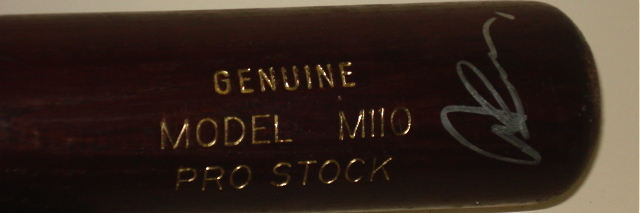 GENUINE
MODEL M110
PRO STOCK